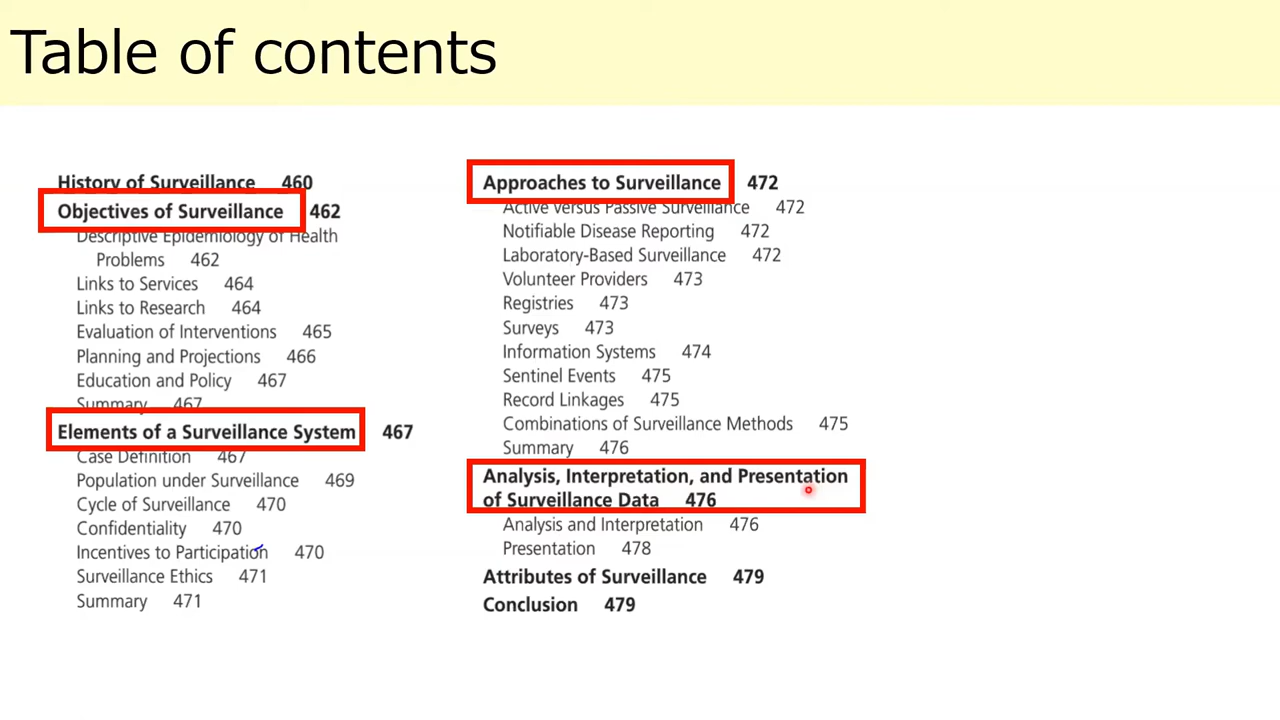 Table of contents
History of Surveillance 460
Objectives of Surveillance 462
Descriptive Epidemiology of Health
Problems 462
Links to Services 464
Links to Research 464
Evaluation of Interventions 465
Planning and Projections 466
Education and Policy 467
Summary 467
Elements of a Surveillance System 467
Case Definition 467
Population under Surveillance 469
Cycle of Surveillance 470
Confidentiality 470
Incentives to Participation 470
Surveillance Ethics 471
Summary 471
Approaches to Surveillance 472
Active versus Passive Surveillance 472
Notifiable Disease Reporting 472
Laboratory-Based Surveillance 472
Volunteer Providers 473
Registries 473
Surveys 473
Information Systems 474
Sentinel Events 475
Record Linkages 475
Combinations of Surveillance Methods 475
Summary 476
Analysis, Interpretation, and Presentation
of Surveillance Data 476
Analysis and Interpretation 476
Presentation 478
Attributes of Surveillance 479
Conclusion 479